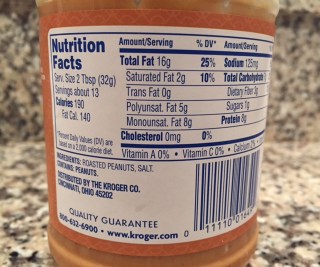 Nutrition Facts
Serv. Size 2 Tbsp (32g)
Servings about 13
Calories 190
Fat Cal. 140
*Percent Daily Values (DV) are
based on a 2,000 calorie diet.
Amount/Serving % DV* Amount/Serving
Total Fat 16g 25% Sodium 125mg
Saturated Fat 2g 10% Total Carbohydrate
Trans Fat 0g Dietary Fiber
Polyunsat. Fat 5g Sugars 1g
Monounsat. Fat 8g Protein 8g
Cholesterol 0mg 0%
Vitamin A 0% • Vitamin C 0% • Calcium
INGREDIENTS: ROASTED PEANUTS, SALT.
CONTAINS: PEANUTS.
DISTRIBUTED BY THE KROGER CO.
CINCINNATI, OHIO 45202
QUALITY GUARANTEE
800-632-6900 • www.kroger.com
0 11110